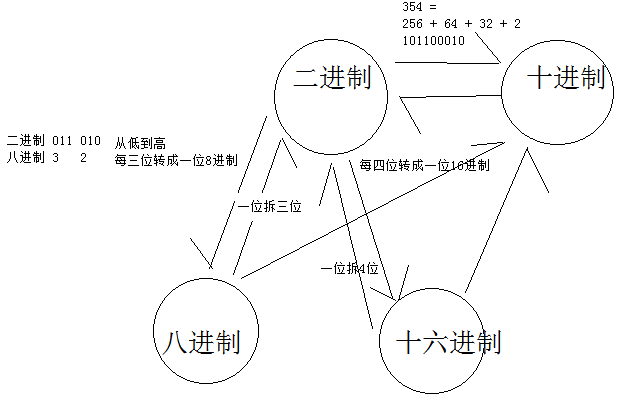 354 =
256 + 64 + 32 + 2
101100010
二进制
十进制
二进制 011 010
八进制 3 2
从低到高
每三位转成一位8进制
每四位转成一位16进制
一位拆三位
一位拆4位
八进制
十六进制